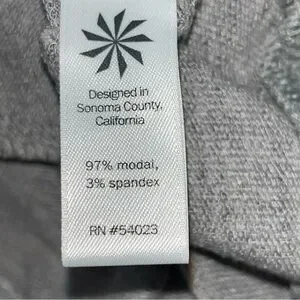 Designed in
Sonoma County,
California
97% modal,
3% spandex
RN #54023